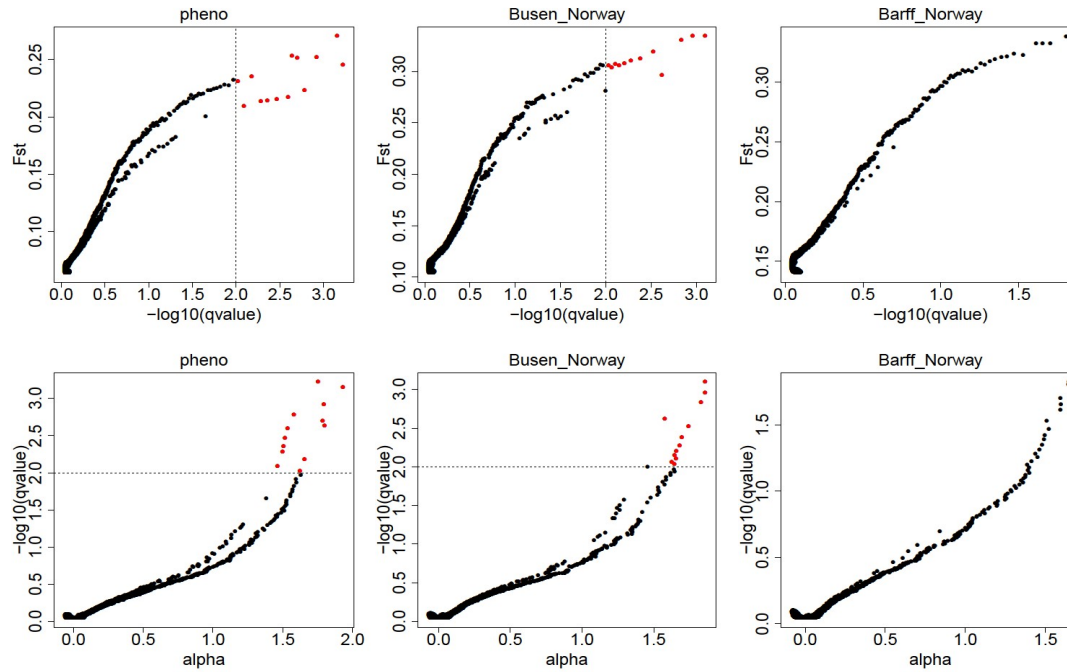 pheno Busen_Norway Barff_Norway
Fst 0.10 0.15 0.20 0.25
Fst 0.10 0.15 0.20 0.25 0.30
Fst 0.15 0.20 0.25 0.30
0.0 0.5 1.0 1.5 2.0 2.5 3.0
0.0 0.5 1.0 1.5 2.0 2.5 3.0
0.0 0.5 1.0 1.5
−log10(qvalue) −log10(qvalue) −log10(qvalue)
pheno Busen_Norway Barff_Norway
−log10(qvalue) 0.0 0.5 1.0 1.5 2.0 2.5 3.0
−log10(qvalue) 0.0 0.5 1.0 1.5 2.0 2.5 3.0
−log10(qvalue) 0.0 0.5 1.0 1.5
0.0 0.5 1.0 1.5 2.0
0.0 0.5 1.0 1.5
0.0 0.5 1.0 1.5
alpha alpha alpha